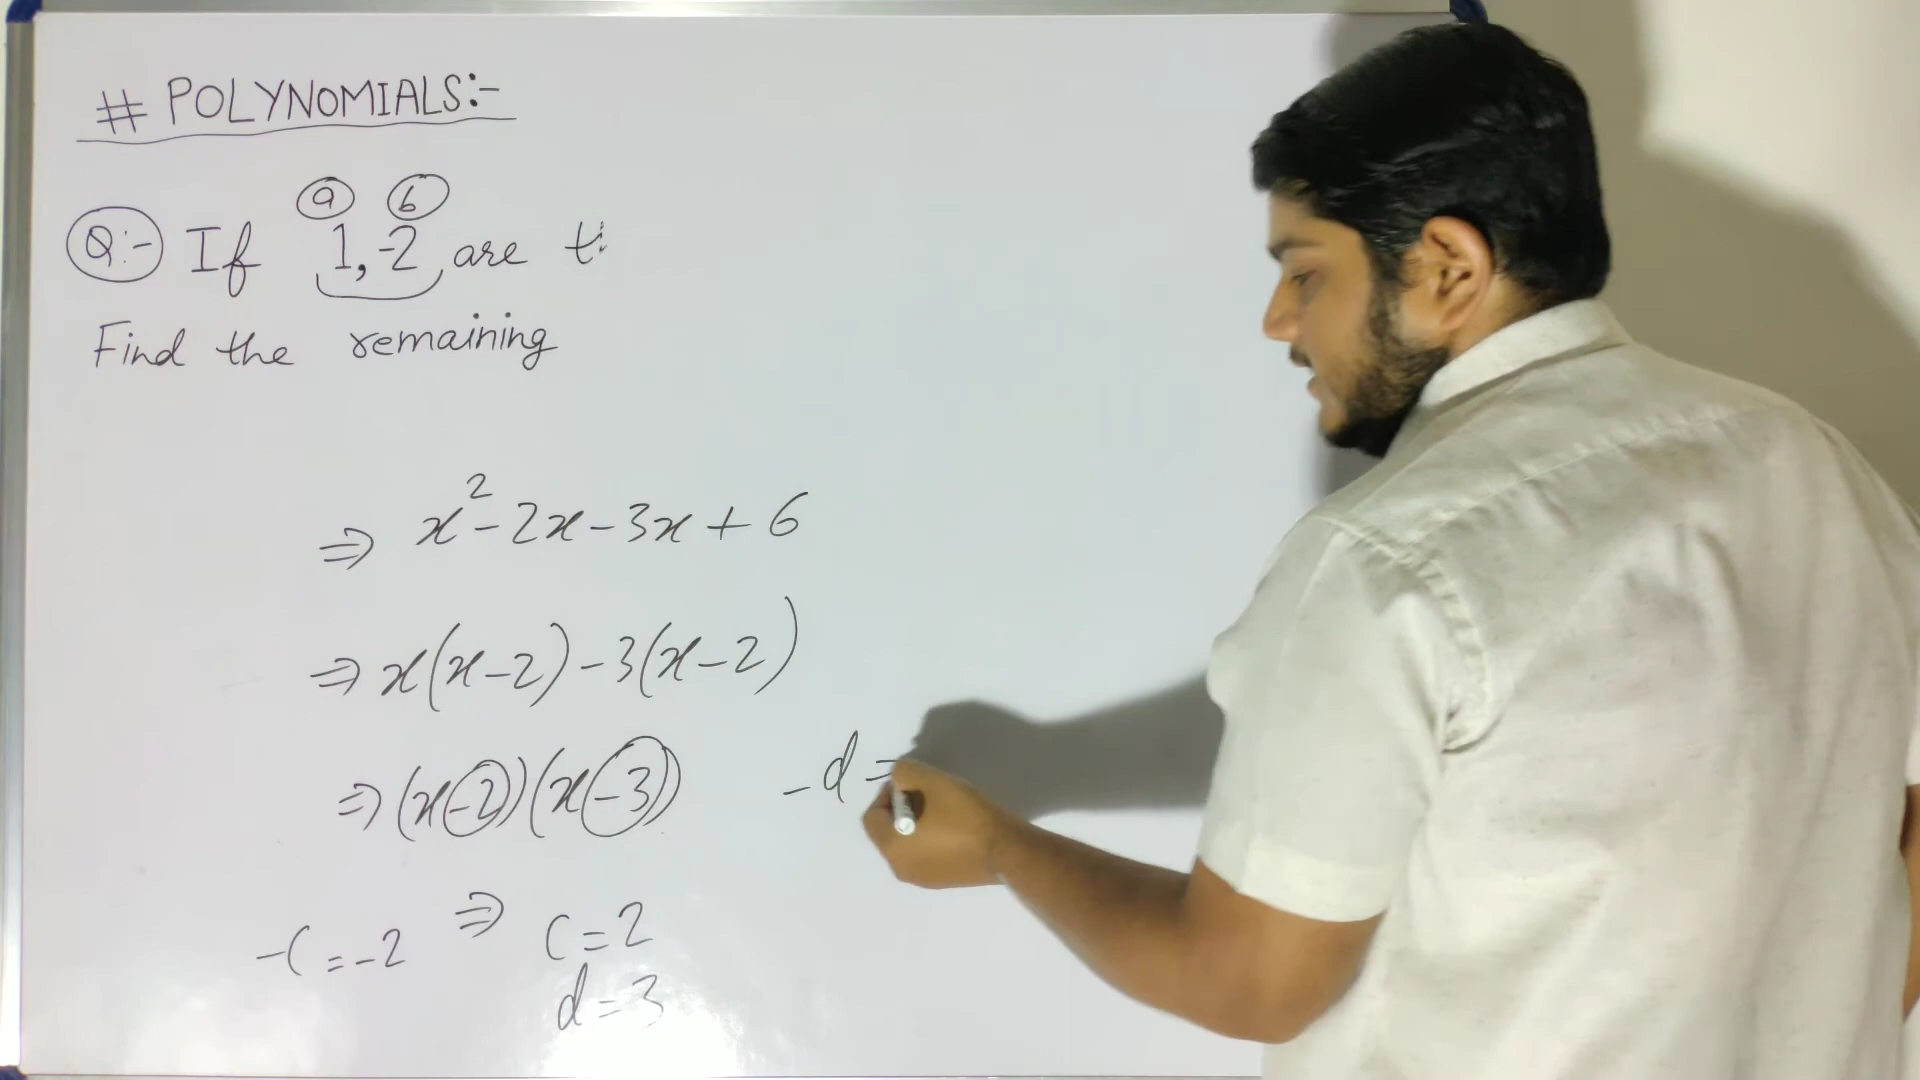 # POLYNOMIALS:-
a b
Q:- If 1, -2 are
Find the remaining
⇒ x² - 2x - 3x + 6
⇒ x(x-2) - 3(x-2)
⇒ (x-2)(x-3) -d =
-c = -2 ⇒ c = 2
d = 3